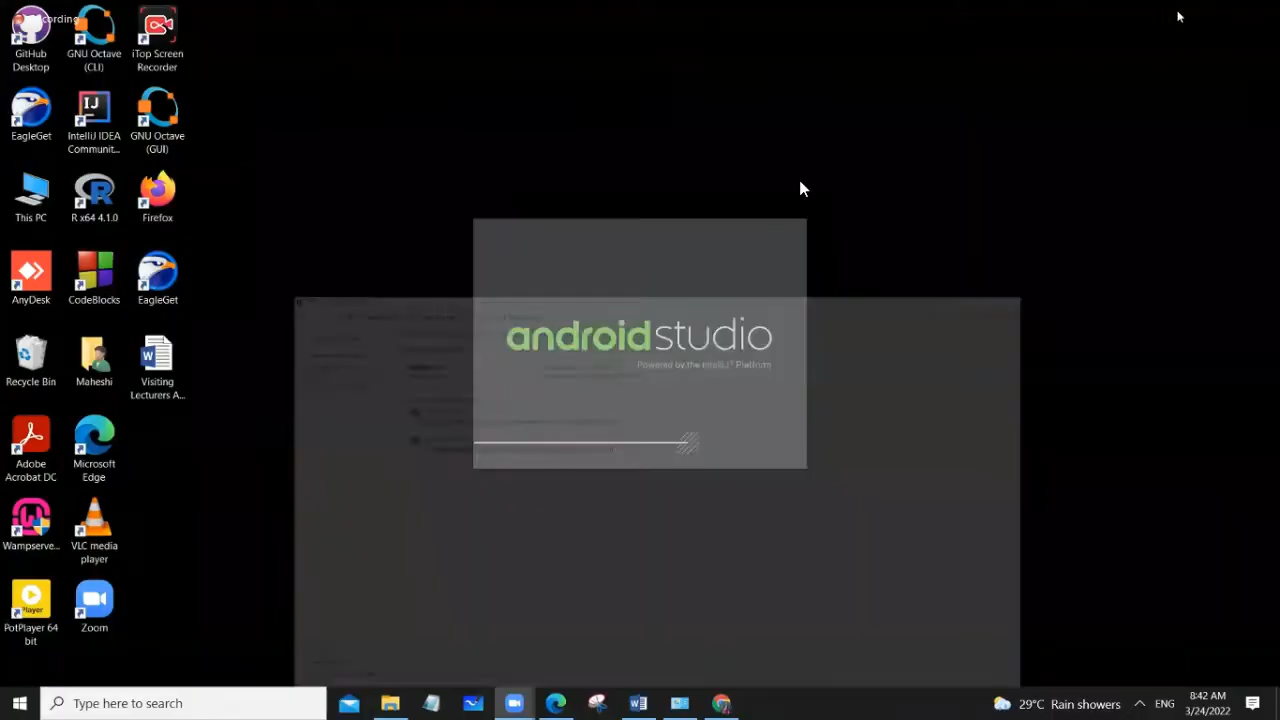 Recording
GitHub
Desktop
GNU Octave
(CLI)
iTop Screen
Recorder
EagleGet
IntelliJ IDEA
Communit...
GNU Octave
(GUI)
This PC
R x64 4.1.0
Firefox
AnyDesk
CodeBlocks
EagleGet
Recycle Bin
Maheshi
Visiting
Lecturers A...
Adobe
Acrobat DC
Microsoft
Edge
Wampserve...
VLC media
player
PotPlayer 64
bit
Zoom
androidstudio
Powered by the IntelliJ® Platform
Type here to search
29°C Rain showers
ENG
8:42 AM
3/24/2022